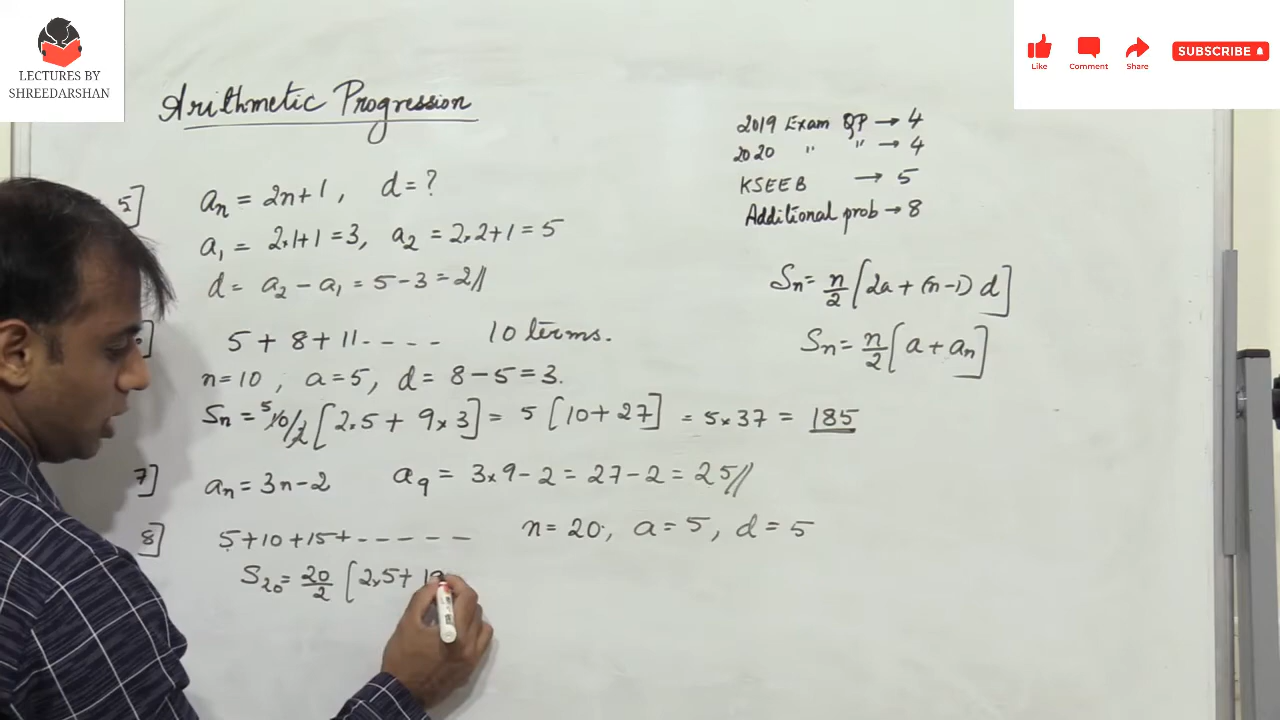 LECTURES BY
SHREEDARSHAN
Like
Comment
Share
SUBSCRIBE
Arithmetic Progression
2019 Exam QP → 4
2020 " " → 4
KSEEB → 5
Additional prob → 8
5] aₙ = 2n+1, d = ?
a₁ = 2×1+1 = 3, a₂ = 2×2+1 = 5
d = a₂ - a₁ = 5-3 = 2//
Sₙ = n/2 [2a + (n-1) d]
Sₙ = n/2 [a + aₙ]
5 + 8 + 11 - - - - 10 terms.
n=10 ; a=5, d = 8-5=3.
Sₙ = ⁵10/2 [2×5 + 9×3] = 5 [10+27] = 5×37 = 185
7] aₙ = 3n-2 a₉ = 3×9-2 = 27-2 = 25//
8] 5+10+15+ - - - - - n=20, a=5, d=5
S₂₀ = 20/2 [2×5+ 19